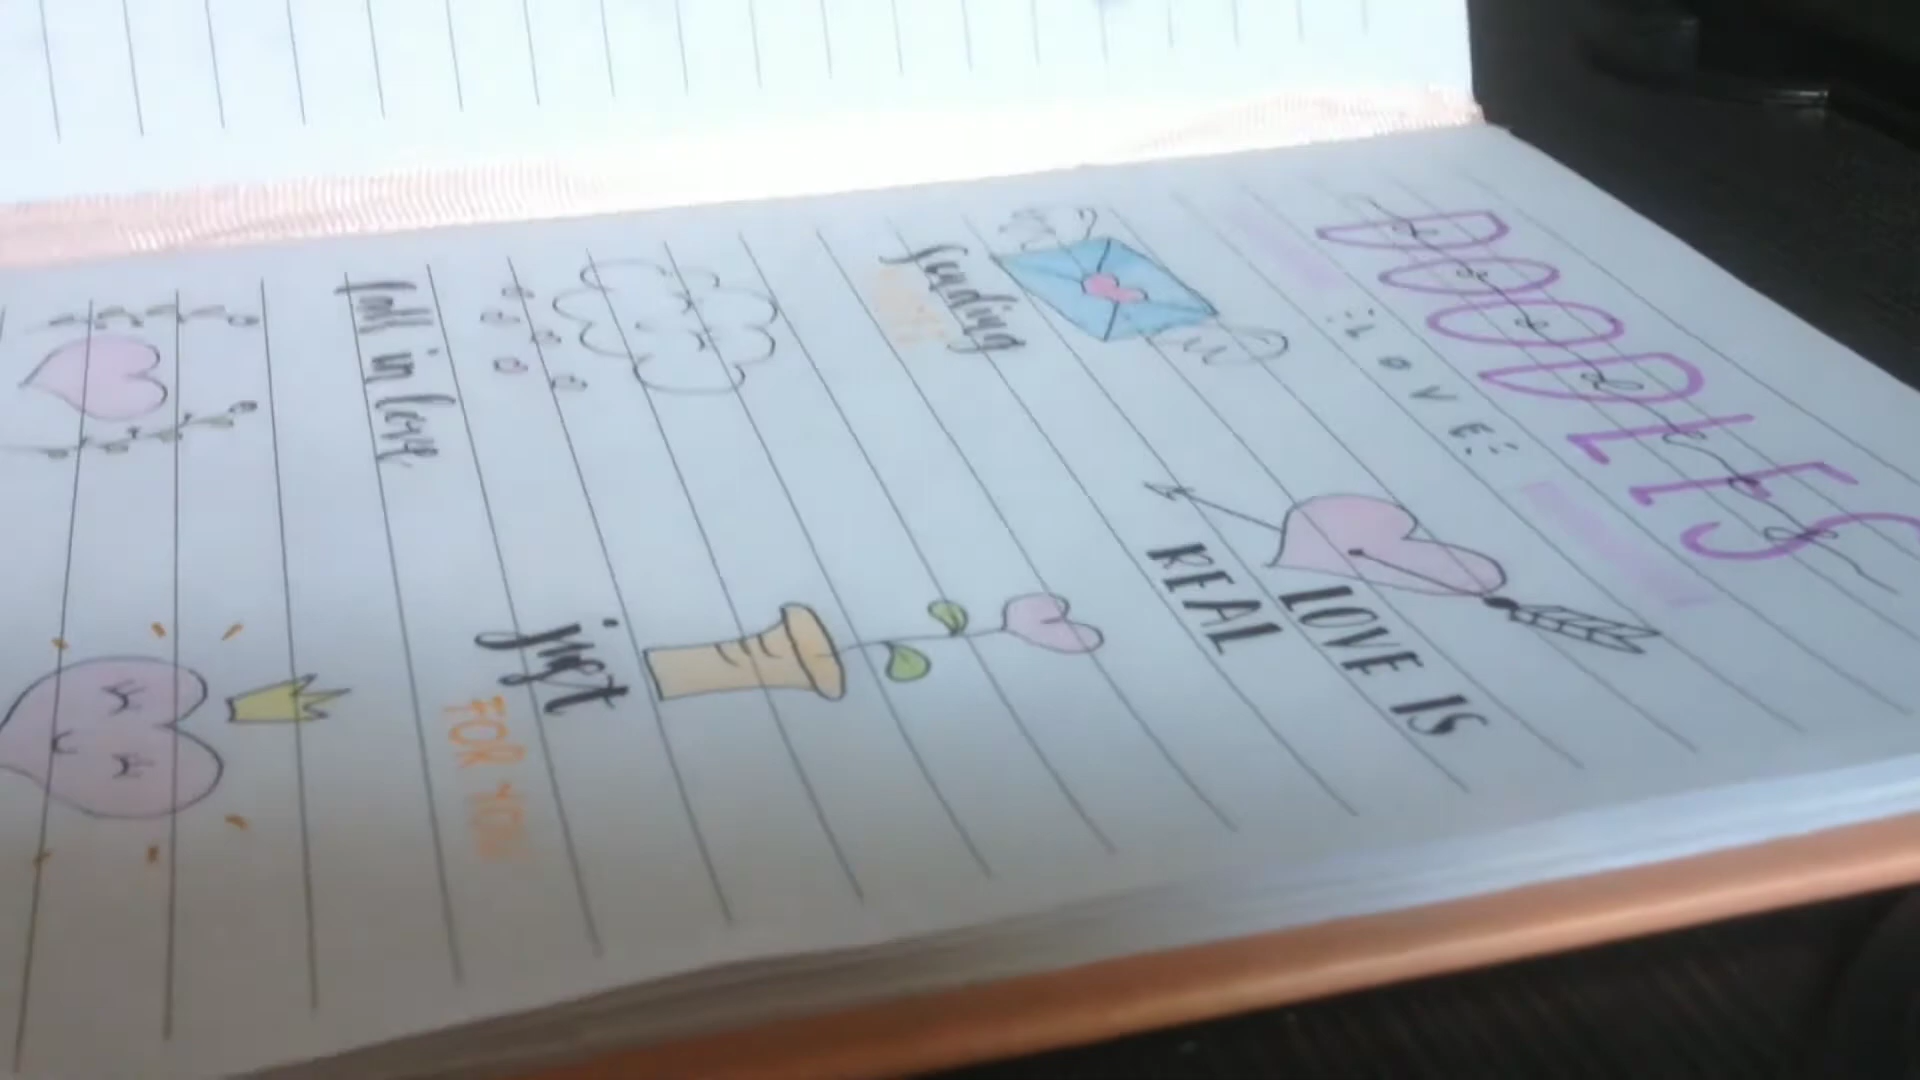 DOODLES
LOVE
LOVE IS
REAL
Sending
just
FOR YOU
fall in love